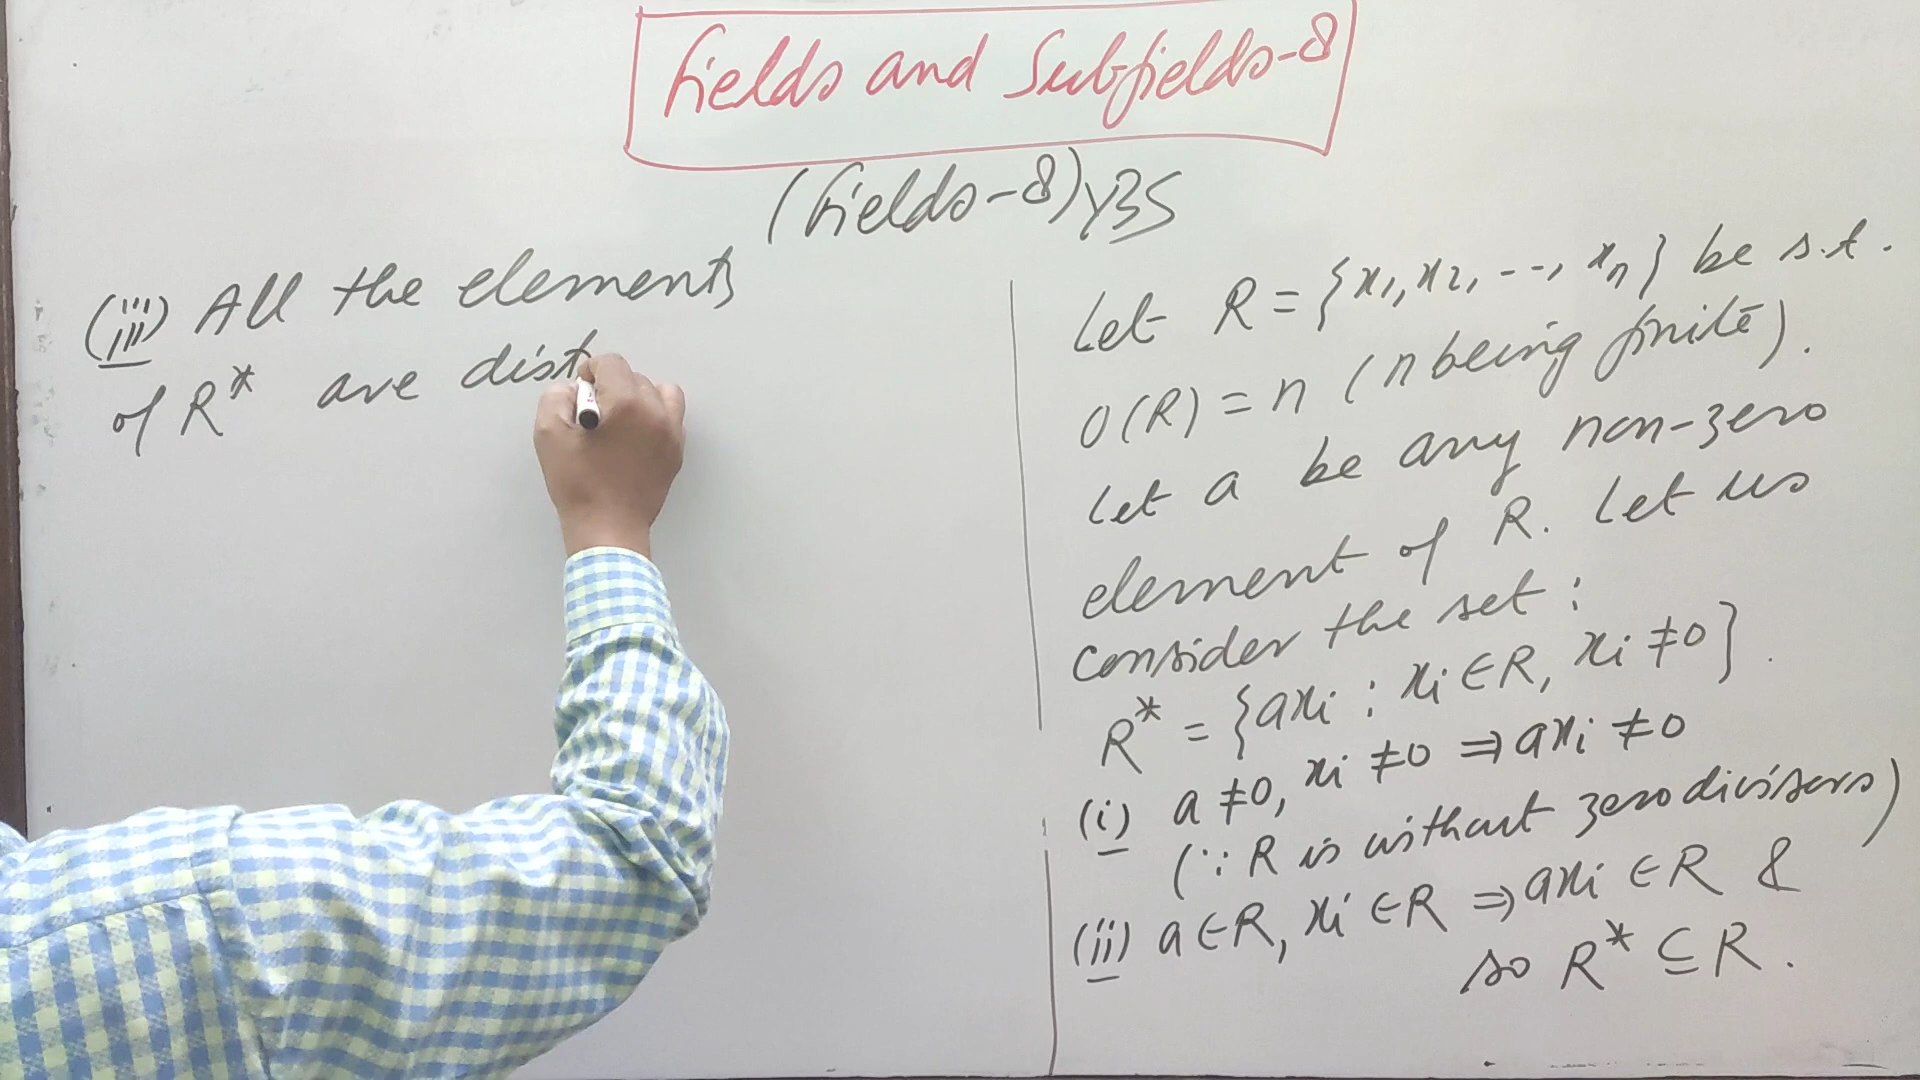 Fields and Subfields-8
(Fields-8) YBS
(iii) All the elements
of R* are dist
Let R = {x₁, x₂, ---, xₙ} be s.t.
O(R) = n (n being finite).
Let a be any non-zero
element of R. Let us
consider the set :
R* = {axᵢ : xᵢ ∈ R, xᵢ ≠ 0}.
(i) a ≠ 0, xᵢ ≠ 0 ⇒ axᵢ ≠ 0
(∵ R is without zero divisors)
(ii) a ∈ R, xᵢ ∈ R ⇒ axᵢ ∈ R &
so R* ⊆ R.